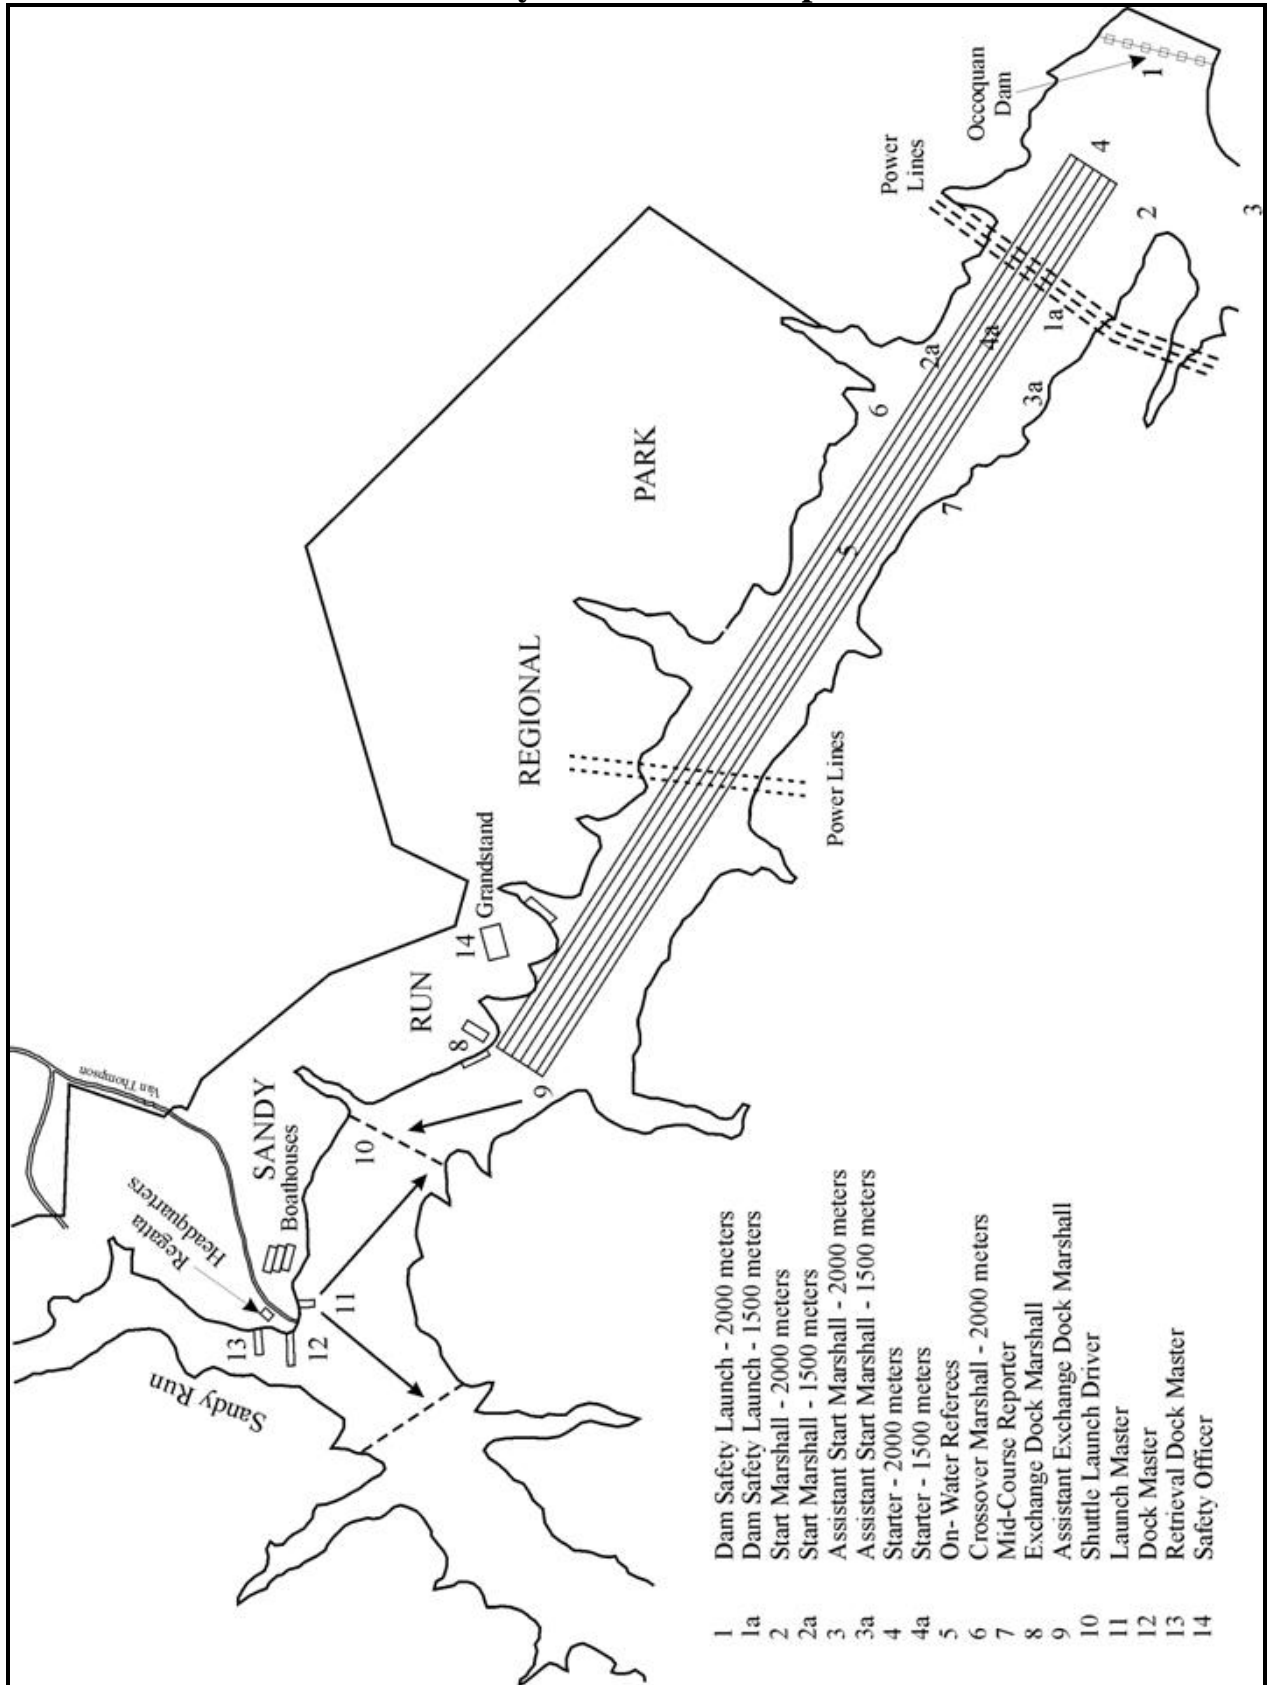 Occoquan
Dam
1
Power
Lines
4
2
3
1a
4a
2a
3a
6
7
PARK
5
REGIONAL
Power Lines
Grandstand
14
RUN
8
9
Van Thompson
SANDY
Boathouses
10
Regatta
Headquarters
11
12
13
Sandy Run
1 Dam Safety Launch - 2000 meters
1a Dam Safety Launch - 1500 meters
2 Start Marshall - 2000 meters
2a Start Marshall - 1500 meters
3 Assistant Start Marshall - 2000 meters
3a Assistant Start Marshall - 1500 meters
4 Starter - 2000 meters
4a Starter - 1500 meters
5 On-Water Referees
6 Crossover Marshall - 2000 meters
7 Mid-Course Reporter
8 Exchange Dock Marshall
9 Assistant Exchange Dock Marshall
10 Shuttle Launch Driver
11 Launch Master
12 Dock Master
13 Retrieval Dock Master
14 Safety Officer